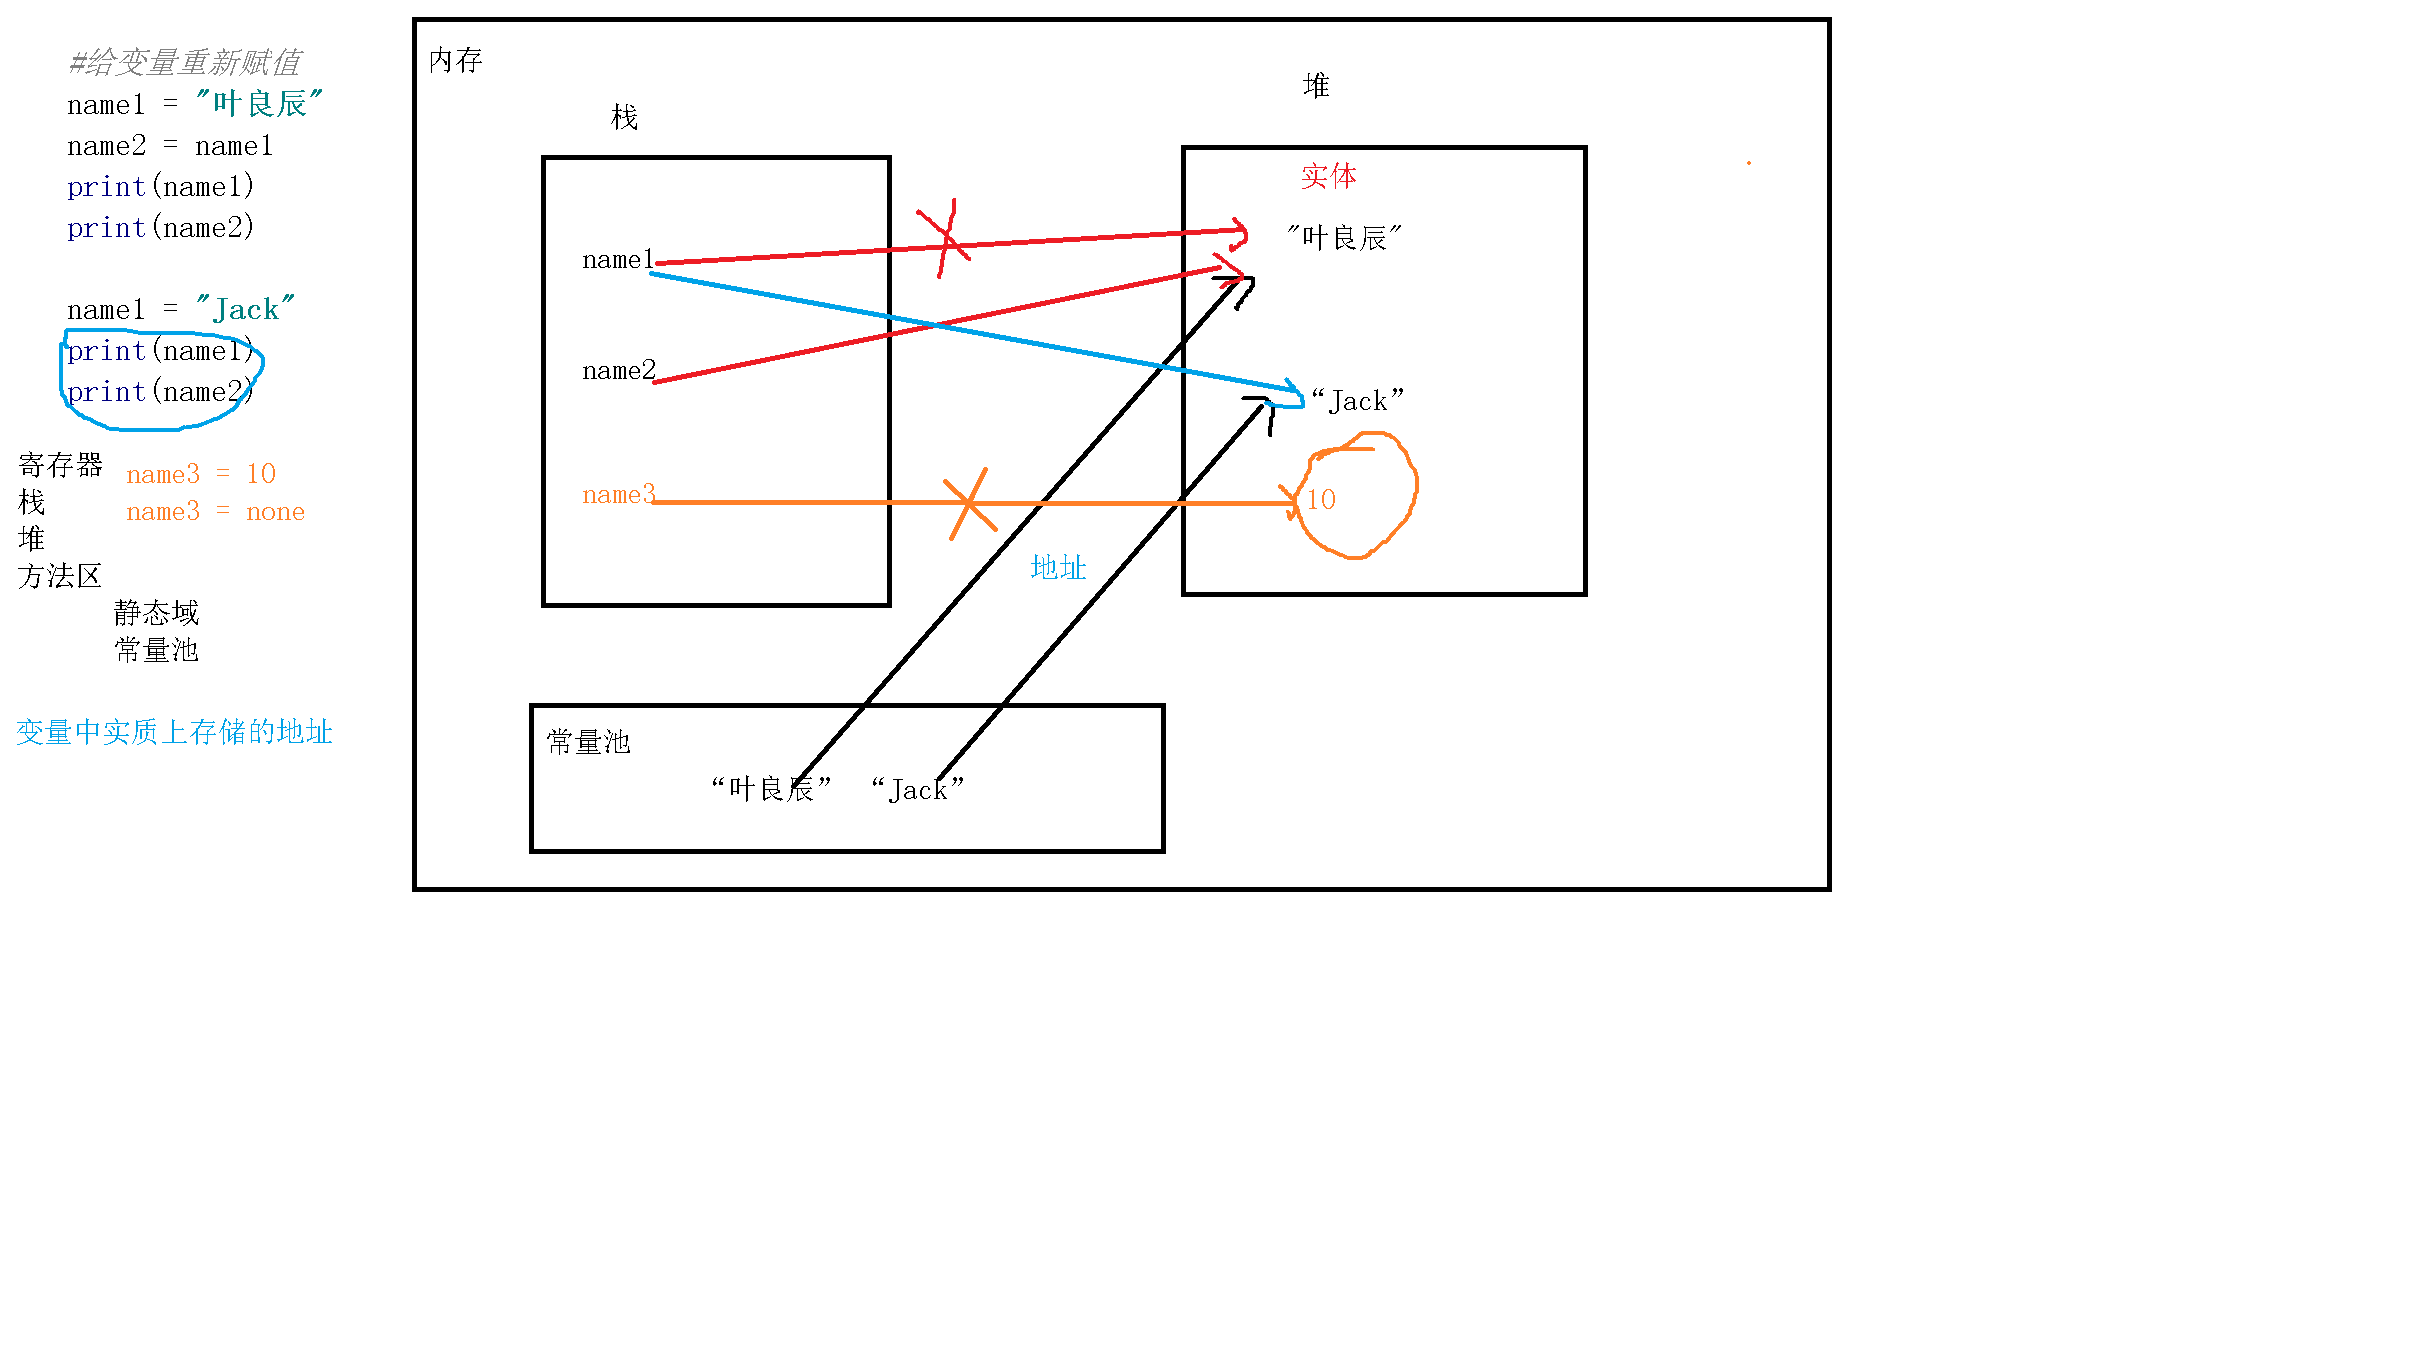 #给变量重新赋值
name1 = "叶良辰"
name2 = name1
print(name1)
print(name2)
name1 = "Jack"
print(name1)
print(name2)
寄存器
name3 = 10
栈
name3 = none
堆
方法区
静态域
常量池
变量中实质上存储的地址
内存
栈
堆
实体
name1
"叶良辰"
name2
“Jack”
name3
10
地址
常量池
“叶良辰” “Jack”